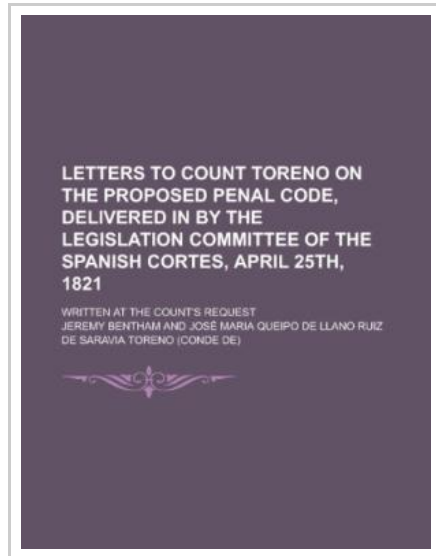 LETTERS TO COUNT TORENO ON
THE PROPOSED PENAL CODE,
DELIVERED IN BY THE
LEGISLATION COMMITTEE OF THE
SPANISH CORTES, APRIL 25TH,
1821
WRITTEN AT THE COUNT'S REQUEST
JEREMY BENTHAM AND JOSÉ MARIA QUEIPO DE LLANO RUIZ
DE SARAVIA TORENO (CONDE DE)